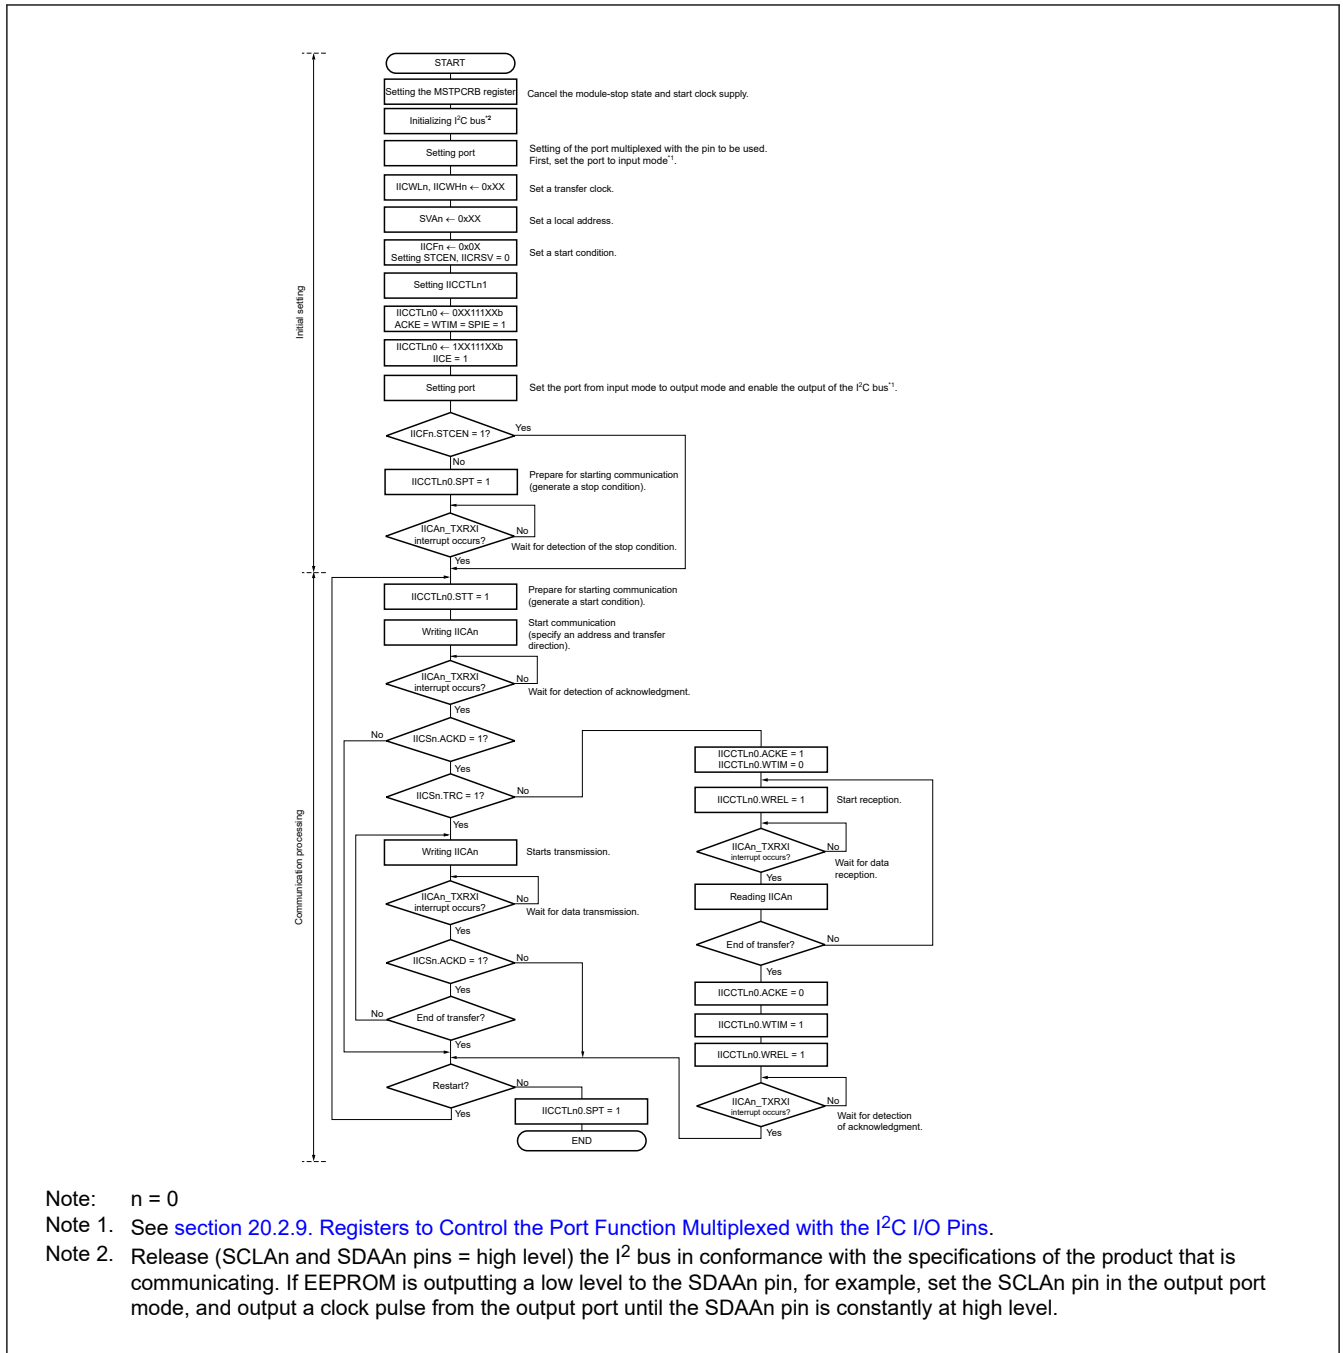 START
Setting the MSTPCRB register
Cancel the module-stop state and start clock supply.
Initializing I²C bus*²
Setting port
Setting of the port multiplexed with the pin to be used.
First, set the port to input mode*¹.
IICWLn, IICWHn ← 0xXX
Set a transfer clock.
SVAn ← 0xXX
Set a local address.
IICFn ← 0x0X
Setting STCEN, IICRSV = 0
Set a start condition.
Initial setting
Setting IICCTLn1
IICCTLn0 ← 0XX111XXb
ACKE = WTIM = SPIE = 1
IICCTLn0 ← 1XX111XXb
IICE = 1
Setting port
Set the port from input mode to output mode and enable the output of the I²C bus*¹.
IICFn.STCEN = 1?
Yes
No
IICCTLn0.SPT = 1
Prepare for starting communication
(generate a stop condition).
IICAn_TXRXI
interrupt occurs?
No
Wait for detection of the stop condition.
Yes
Communication processing
IICCTLn0.STT = 1
Prepare for starting communication
(generate a start condition).
Writing IICAn
Start communication
(specify an address and transfer
direction).
IICAn_TXRXI
interrupt occurs?
No
Wait for detection of acknowledgment.
Yes
IICSn.ACKD = 1?
No
Yes
IICSn.TRC = 1?
No
Yes
Writing IICAn
Starts transmission.
IICAn_TXRXI
interrupt occurs?
No
Wait for data transmission.
Yes
IICSn.ACKD = 1?
No
Yes
End of transfer?
No
Yes
Restart?
No
Yes
IICCTLn0.SPT = 1
END
IICCTLn0.ACKE = 1
IICCTLn0.WTIM = 0
IICCTLn0.WREL = 1
Start reception.
IICAn_TXRXI
interrupt occurs?
No
Wait for data
reception.
Yes
Reading IICAn
End of transfer?
No
Yes
IICCTLn0.ACKE = 0
IICCTLn0.WTIM = 1
IICCTLn0.WREL = 1
IICAn_TXRXI
interrupt occurs?
No
Wait for detection
of acknowledgment.
Yes
Note: n = 0
Note 1. See section 20.2.9. Registers to Control the Port Function Multiplexed with the I²C I/O Pins.
Note 2. Release (SCLAn and SDAAn pins = high level) the I² bus in conformance with the specifications of the product that is
communicating. If EEPROM is outputting a low level to the SDAAn pin, for example, set the SCLAn pin in the output port
mode, and output a clock pulse from the output port until the SDAAn pin is constantly at high level.